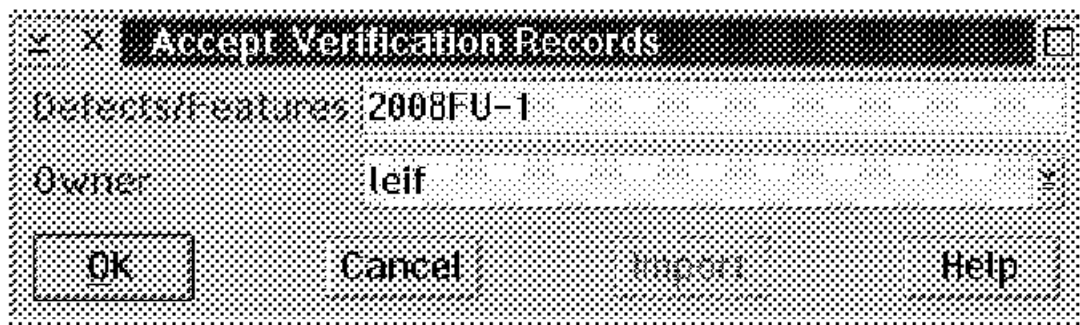 Accept Verification Records
Defects/Features 2008FU-1
Owner leif
OK Cancel Import Help